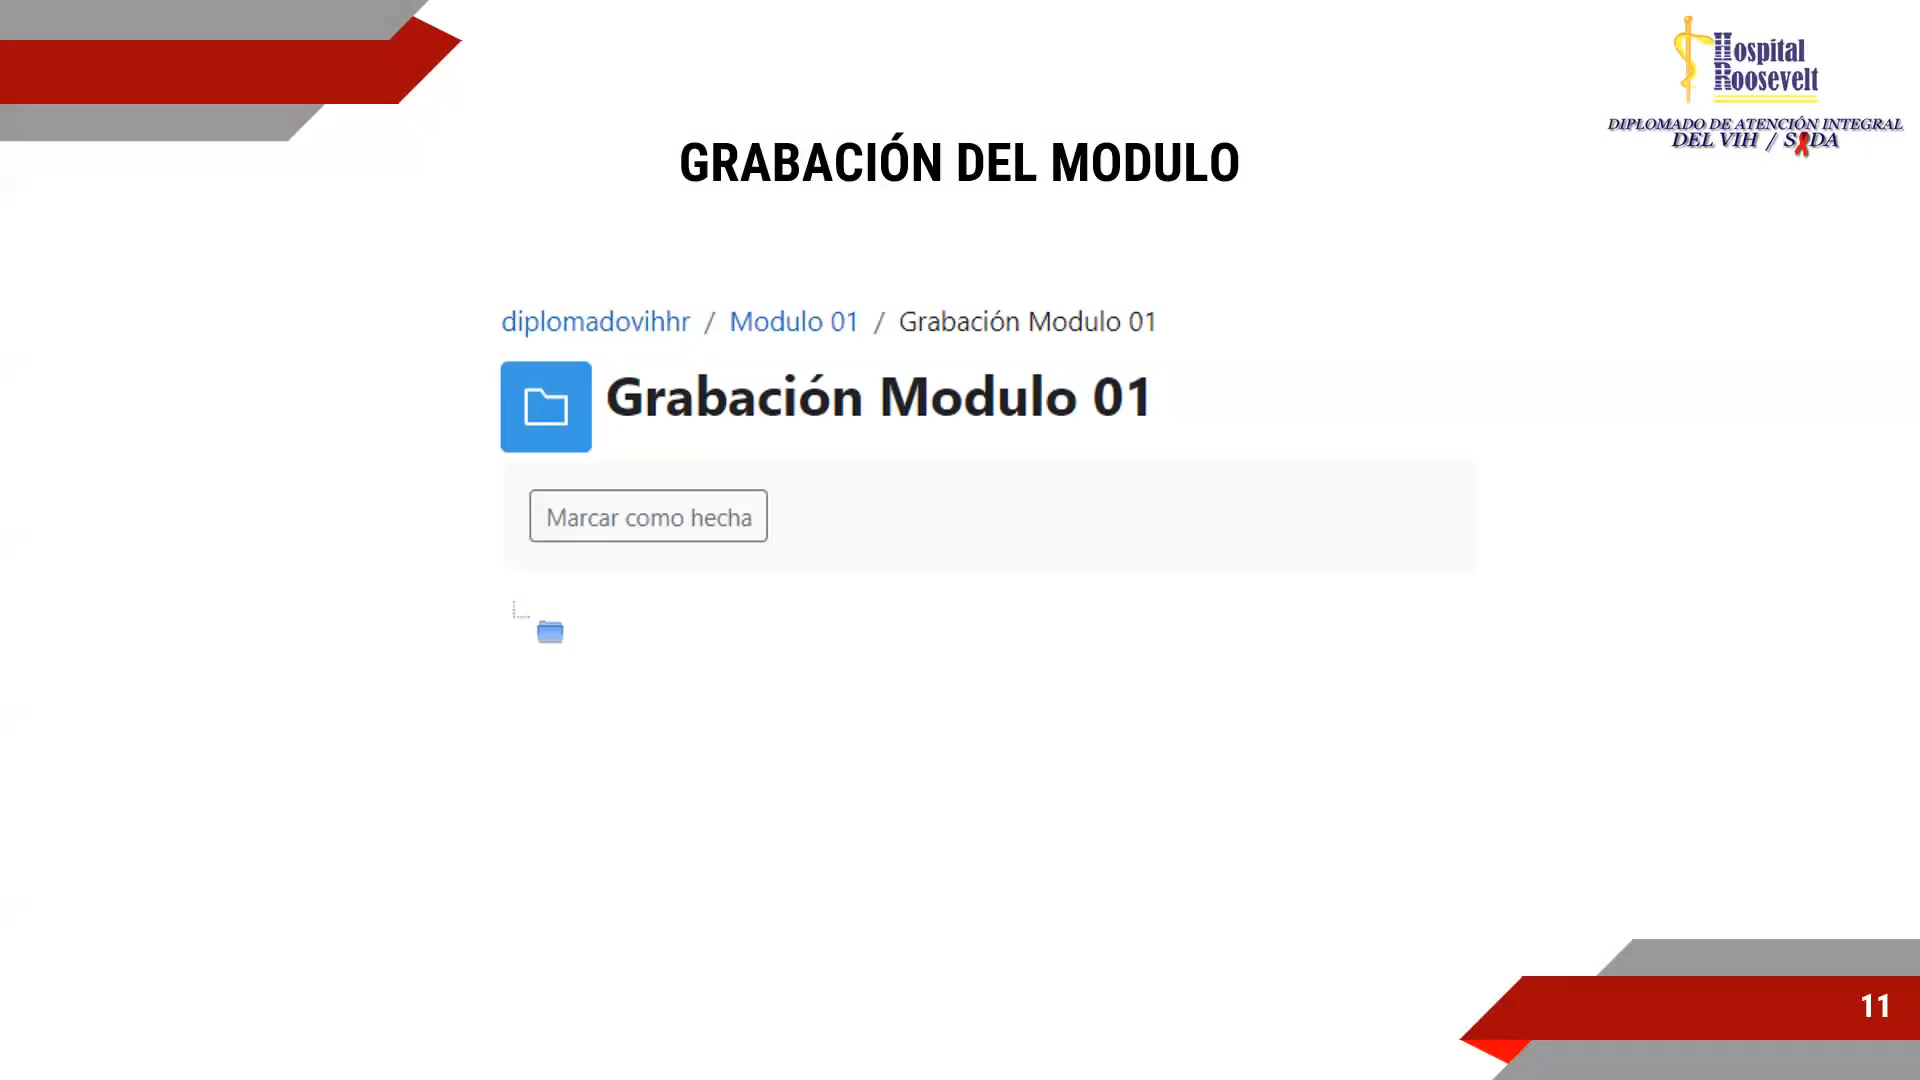 Hospital
Roosevelt
DIPLOMADO DE ATENCIÓN INTEGRAL
DEL VIH / SIDA
GRABACIÓN DEL MODULO
diplomadovihhr / Modulo 01 / Grabación Modulo 01
Grabación Modulo 01
Marcar como hecha
11